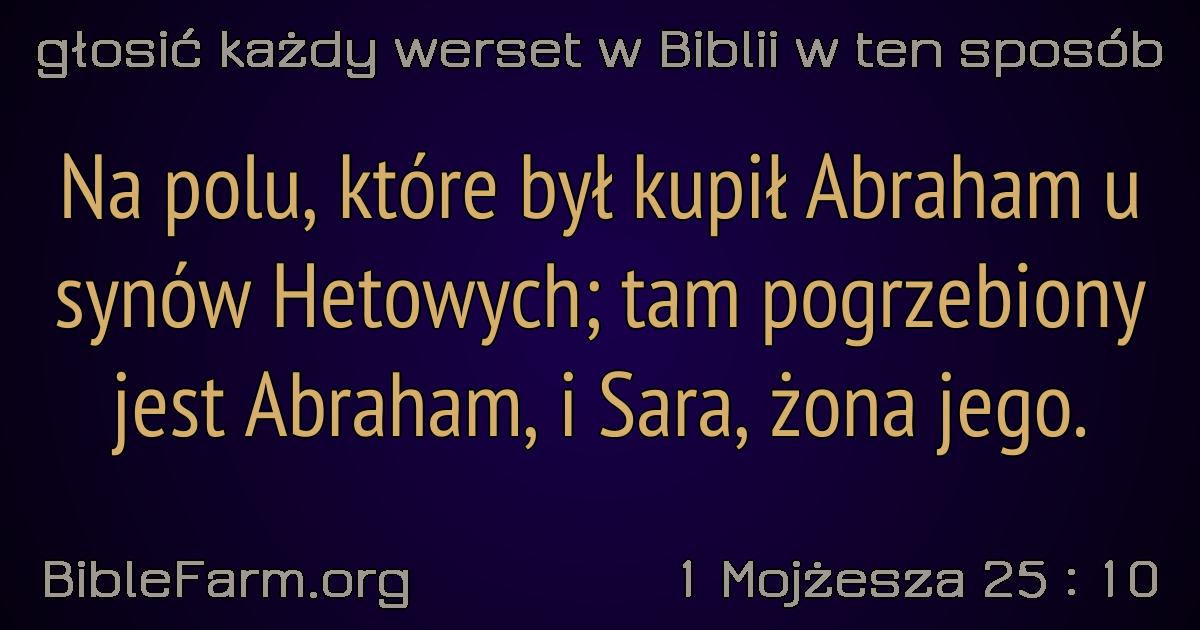 głosić każdy werset w Biblii w ten sposób
Na polu, które był kupił Abraham u
synów Hetowych; tam pogrzebiony
jest Abraham, i Sara, żona jego.
BibleFarm.org
1 Mojżesza 25 : 10